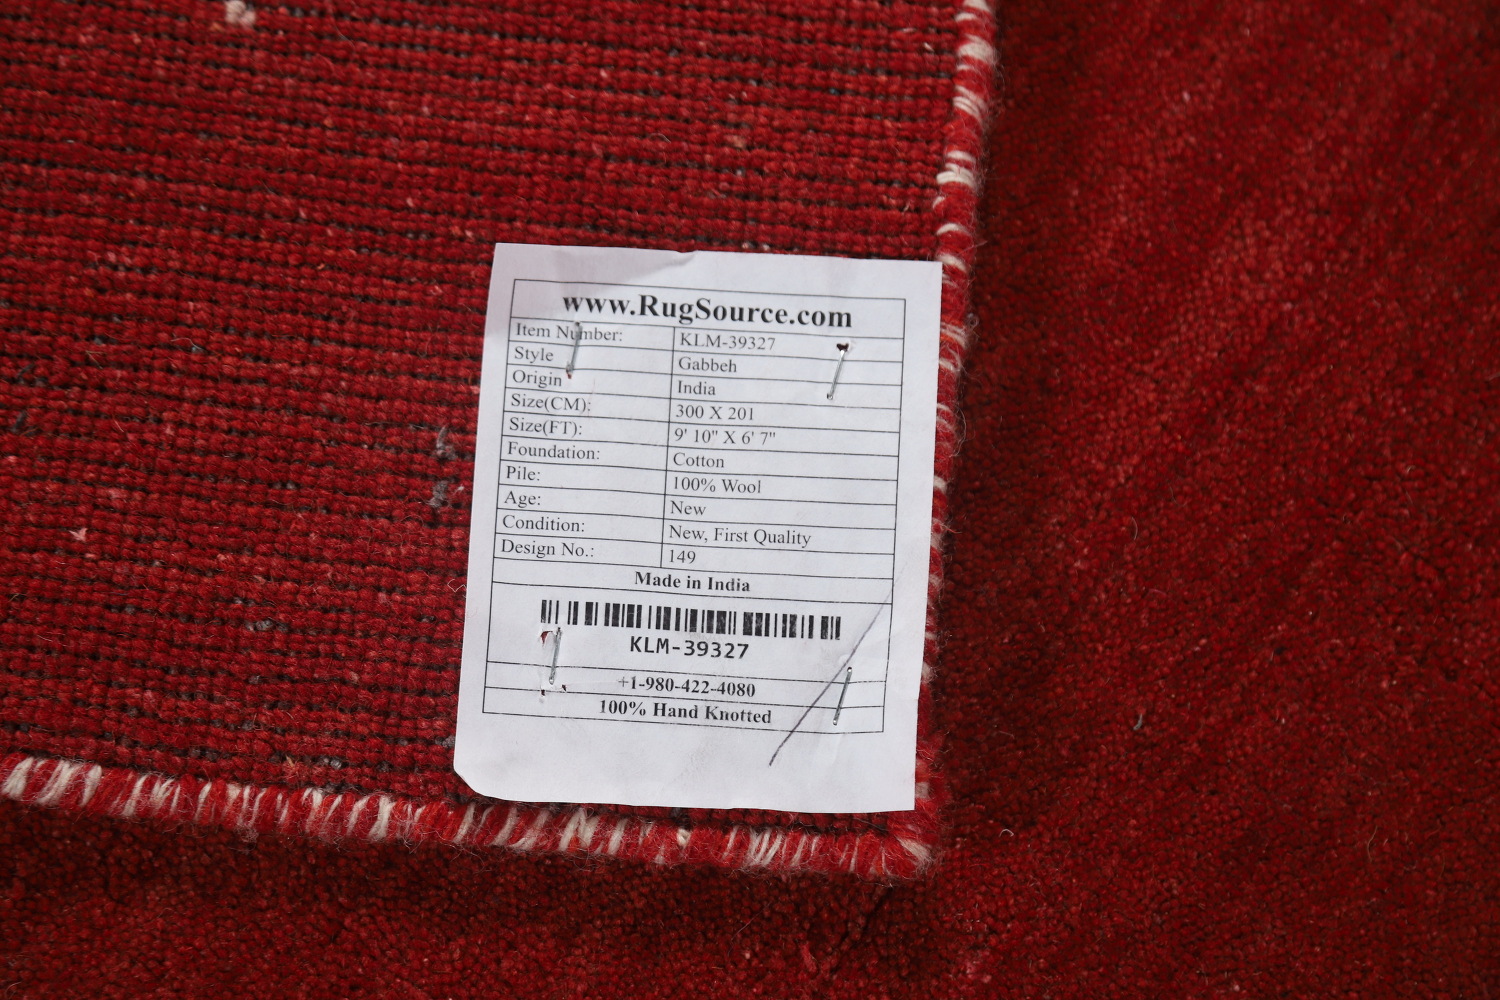 www.RugSource.com
Item Number: KLM-39327
Style Gabbeh
Origin India
Size(CM): 300 X 201
Size(FT): 9' 10" X 6' 7"
Foundation: Cotton
Pile: 100% Wool
Age: New
Condition: New, First Quality
Design No.: 149
Made in India
KLM-39327
+1-980-422-4080
100% Hand Knotted